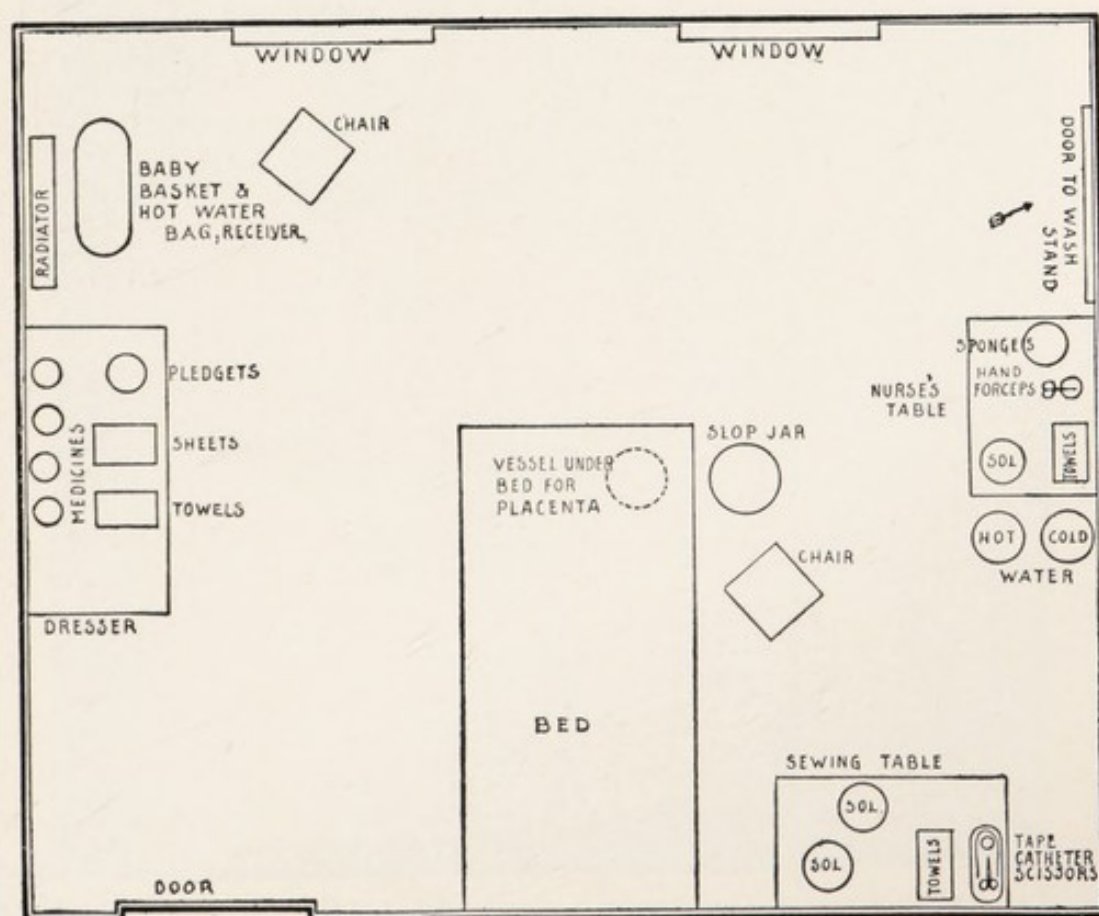 WINDOW
WINDOW
CHAIR
RADIATOR
BABY
BASKET &
HOT WATER
BAG, RECEIVER,
DOOR TO WASH
STAND
PLEDGETS
SHEETS
TOWELS
MEDICINES
DRESSER
SPONGES
HAND
FORCEPS
NURSE'S
TABLE
SOL
TOWELS
HOT
COLD
WATER
SLOP JAR
VESSEL UNDER
BED FOR
PLACENTA
CHAIR
BED
SEWING TABLE
SOL.
SOL
TOWELS
TAPE
CATHETER
SCISSORS
DOOR